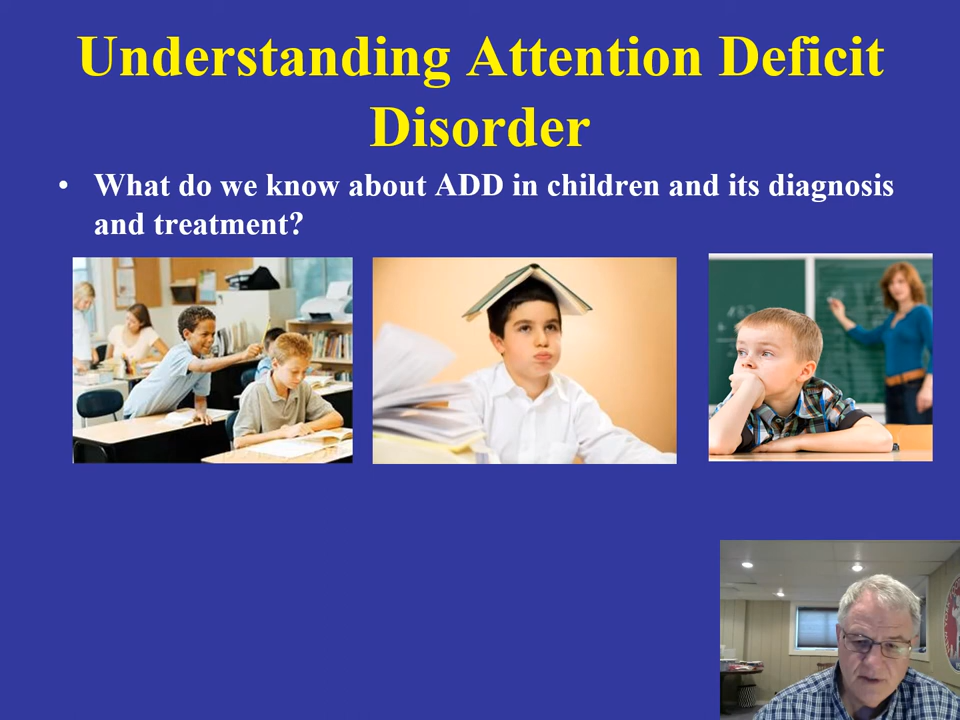 Understanding Attention Deficit
Disorder
• What do we know about ADD in children and its diagnosis
and treatment?